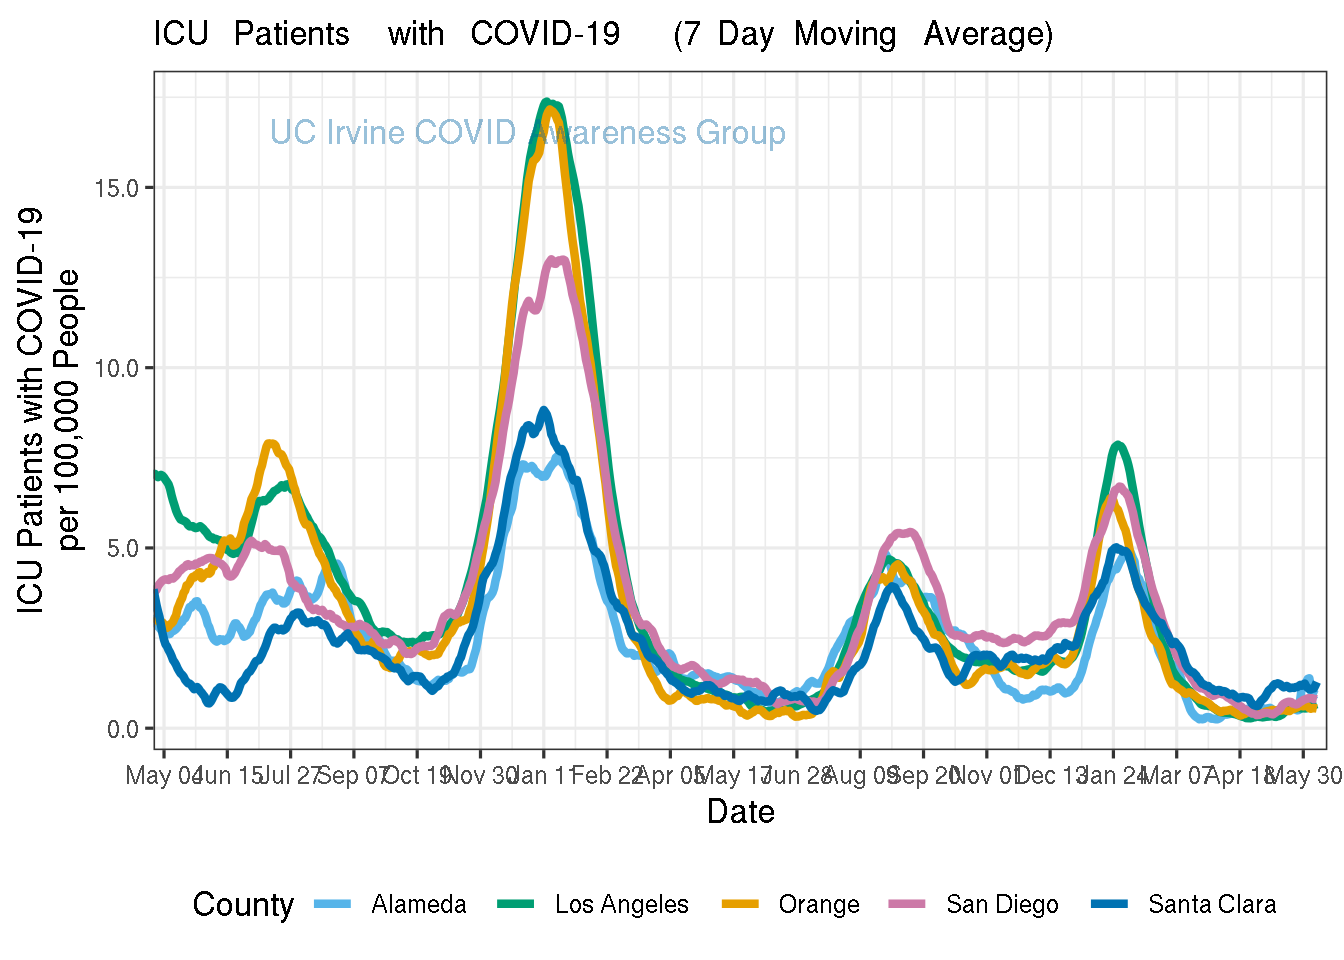 ICU Patients with COVID-19 (7 Day Moving Average)
UC Irvine COVID Awareness Group
ICU Patients with COVID-19
per 100,000 People
15.0
10.0
5.0
0.0
May 04 Jun 15 Jul 27 Sep 07 Oct 19 Nov 30 Jan 11 Feb 22 Apr 05 May 17 Jun 28 Aug 09 Sep 20 Nov 01 Dec 13 Jan 24 Mar 07 Apr 18 May 30
Date
County Alameda Los Angeles Orange San Diego Santa Clara